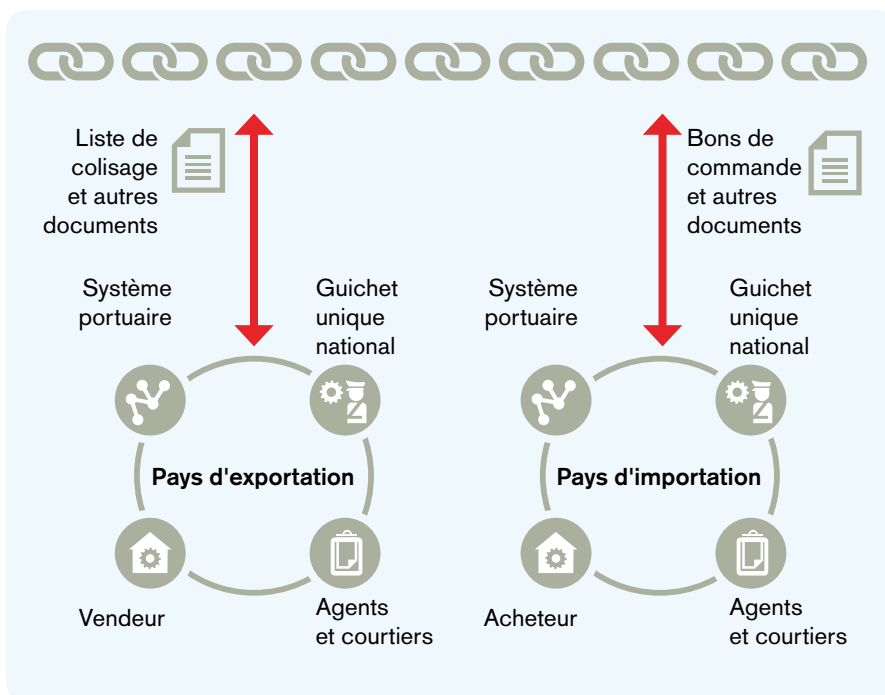 Liste de
colisage
et autres
documents
Bons de
commande
et autres
documents
Système
portuaire
Guichet
unique
national
Système
portuaire
Guichet
unique
national
Pays d'exportation
Pays d'importation
Vendeur
Agents
et courtiers
Acheteur
Agents
et courtiers